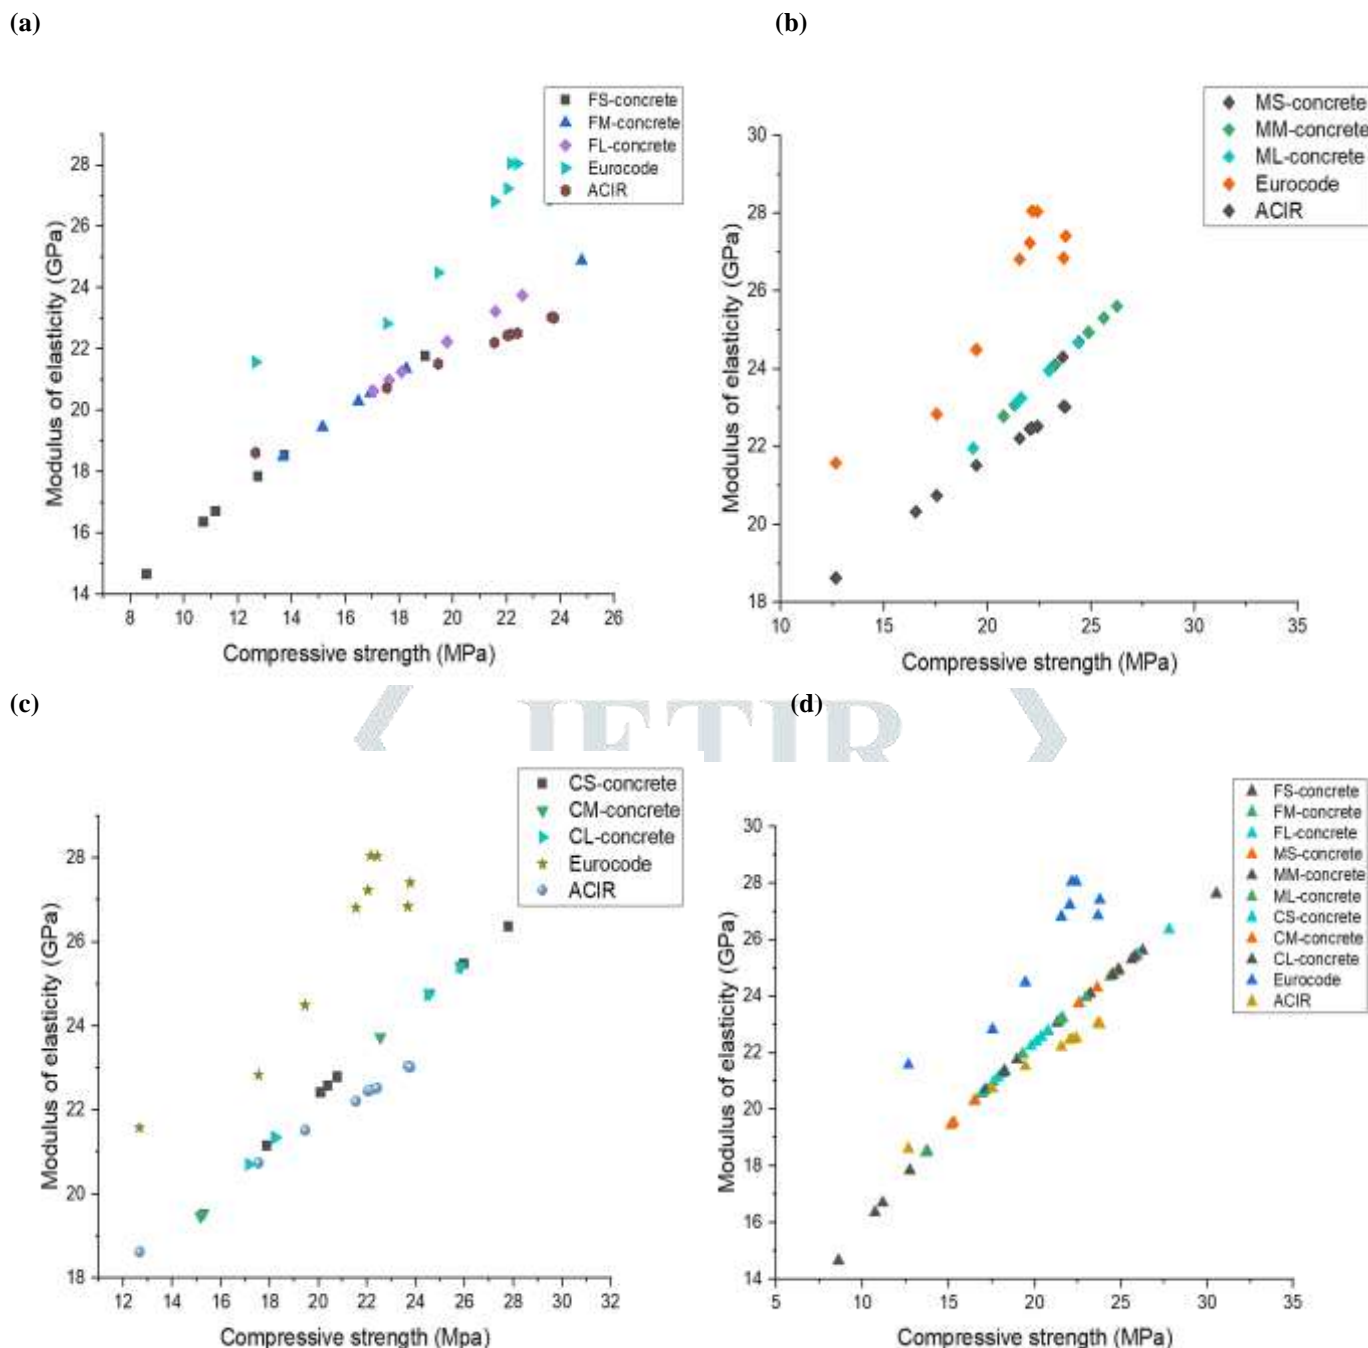 (a)
FS-concrete
FM-concrete
FL-concrete
Eurocode
ACIR
28
26
24
22
20
18
16
14
Modulus of elasticity (GPa)
8 10 12 14 16 18 20 22 24 26
Compressive strength (MPa)
(b)
MS-concrete
MM-concrete
ML-concrete
Eurocode
ACIR
30
28
26
24
22
20
18
Modulus of elasticity (GPa)
10 15 20 25 30 35
Compressive strength (MPa)
JETIR
(c)
CS-concrete
CM-concrete
CL-concrete
Eurocode
ACIR
28
26
24
22
20
18
Modulus of elasticity (GPa)
12 14 16 18 20 22 24 26 28 30 32
Compressive strength (Mpa)
(d)
FS-concrete
FM-concrete
FL-concrete
MS-concrete
MM-concrete
ML-concrete
CS-concrete
CM-concrete
CL-concrete
Eurocode
ACIR
30
28
26
24
22
20
18
16
14
Modulus of elasticity (GPa)
5 10 15 20 25 30 35
Compressive strength (MPa)